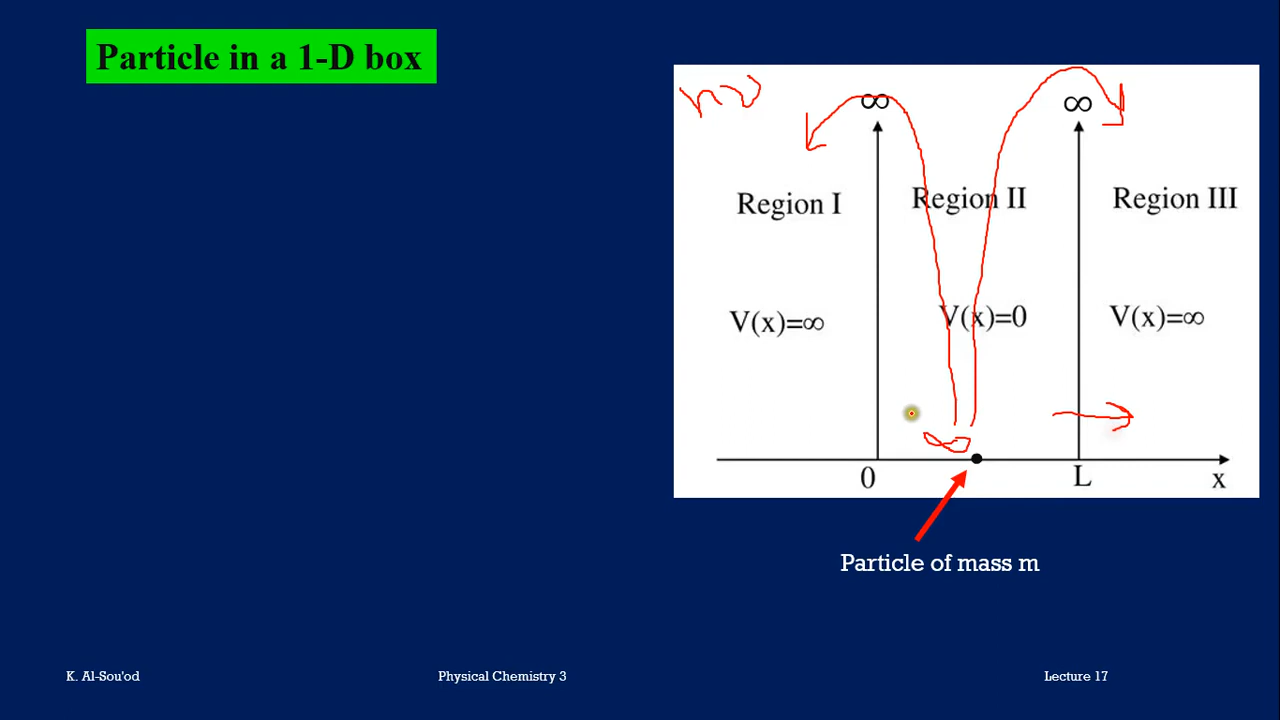 Particle in a 1-D box
hν
∞ ∞
Region I Region II Region III
V(x)=∞ V(x)=0 V(x)=∞
0 L x
Particle of mass m
K. Al-Sou'od Physical Chemistry 3 Lecture 17